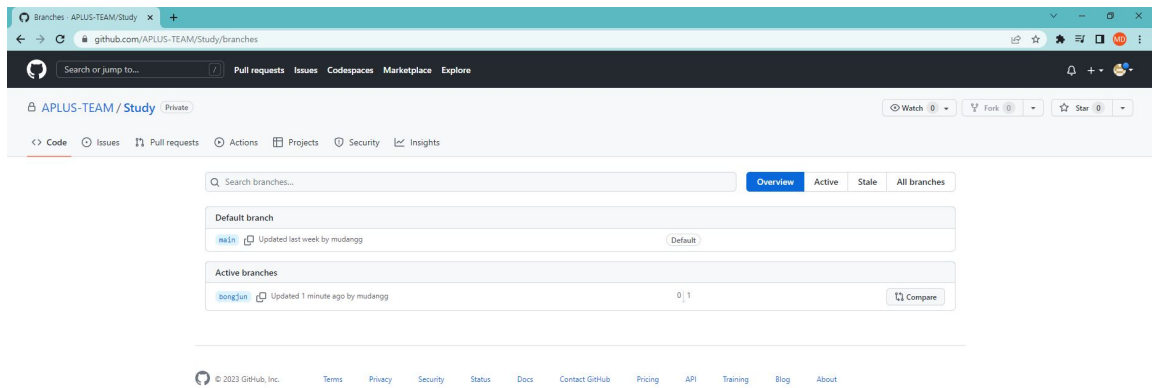 Branches · APLUS-TEAM/Study
github.com/APLUS-TEAM/Study/branches
MD
Search or jump to... /
Pull requests Issues Codespaces Marketplace Explore
APLUS-TEAM / Study Private
Watch 0
Fork 0
Star 0
<> Code Issues Pull requests Actions Projects Security Insights
Search branches...
Overview Active Stale All branches
Default branch
main Updated last week by mudangg Default
Active branches
bongjun Updated 1 minute ago by mudangg 0 | 1 Compare
© 2023 GitHub, Inc. Terms Privacy Security Status Docs Contact GitHub Pricing API Training Blog About